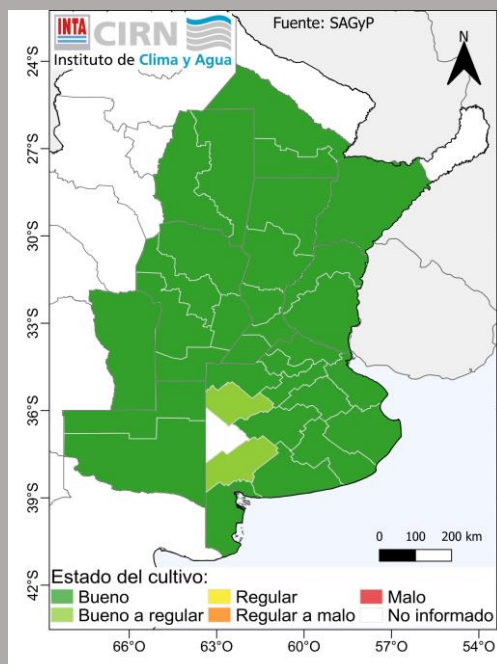 INTA CIRN
Instituto de Clima y Agua
Fuente: SAGyP
N
24°S
27°S
30°S
33°S
36°S
39°S
42°S
0 100 200 km
Estado del cultivo:
Bueno Regular Malo
Bueno a regular Regular a malo No informado
66°O 63°O 60°O 57°O 54°O